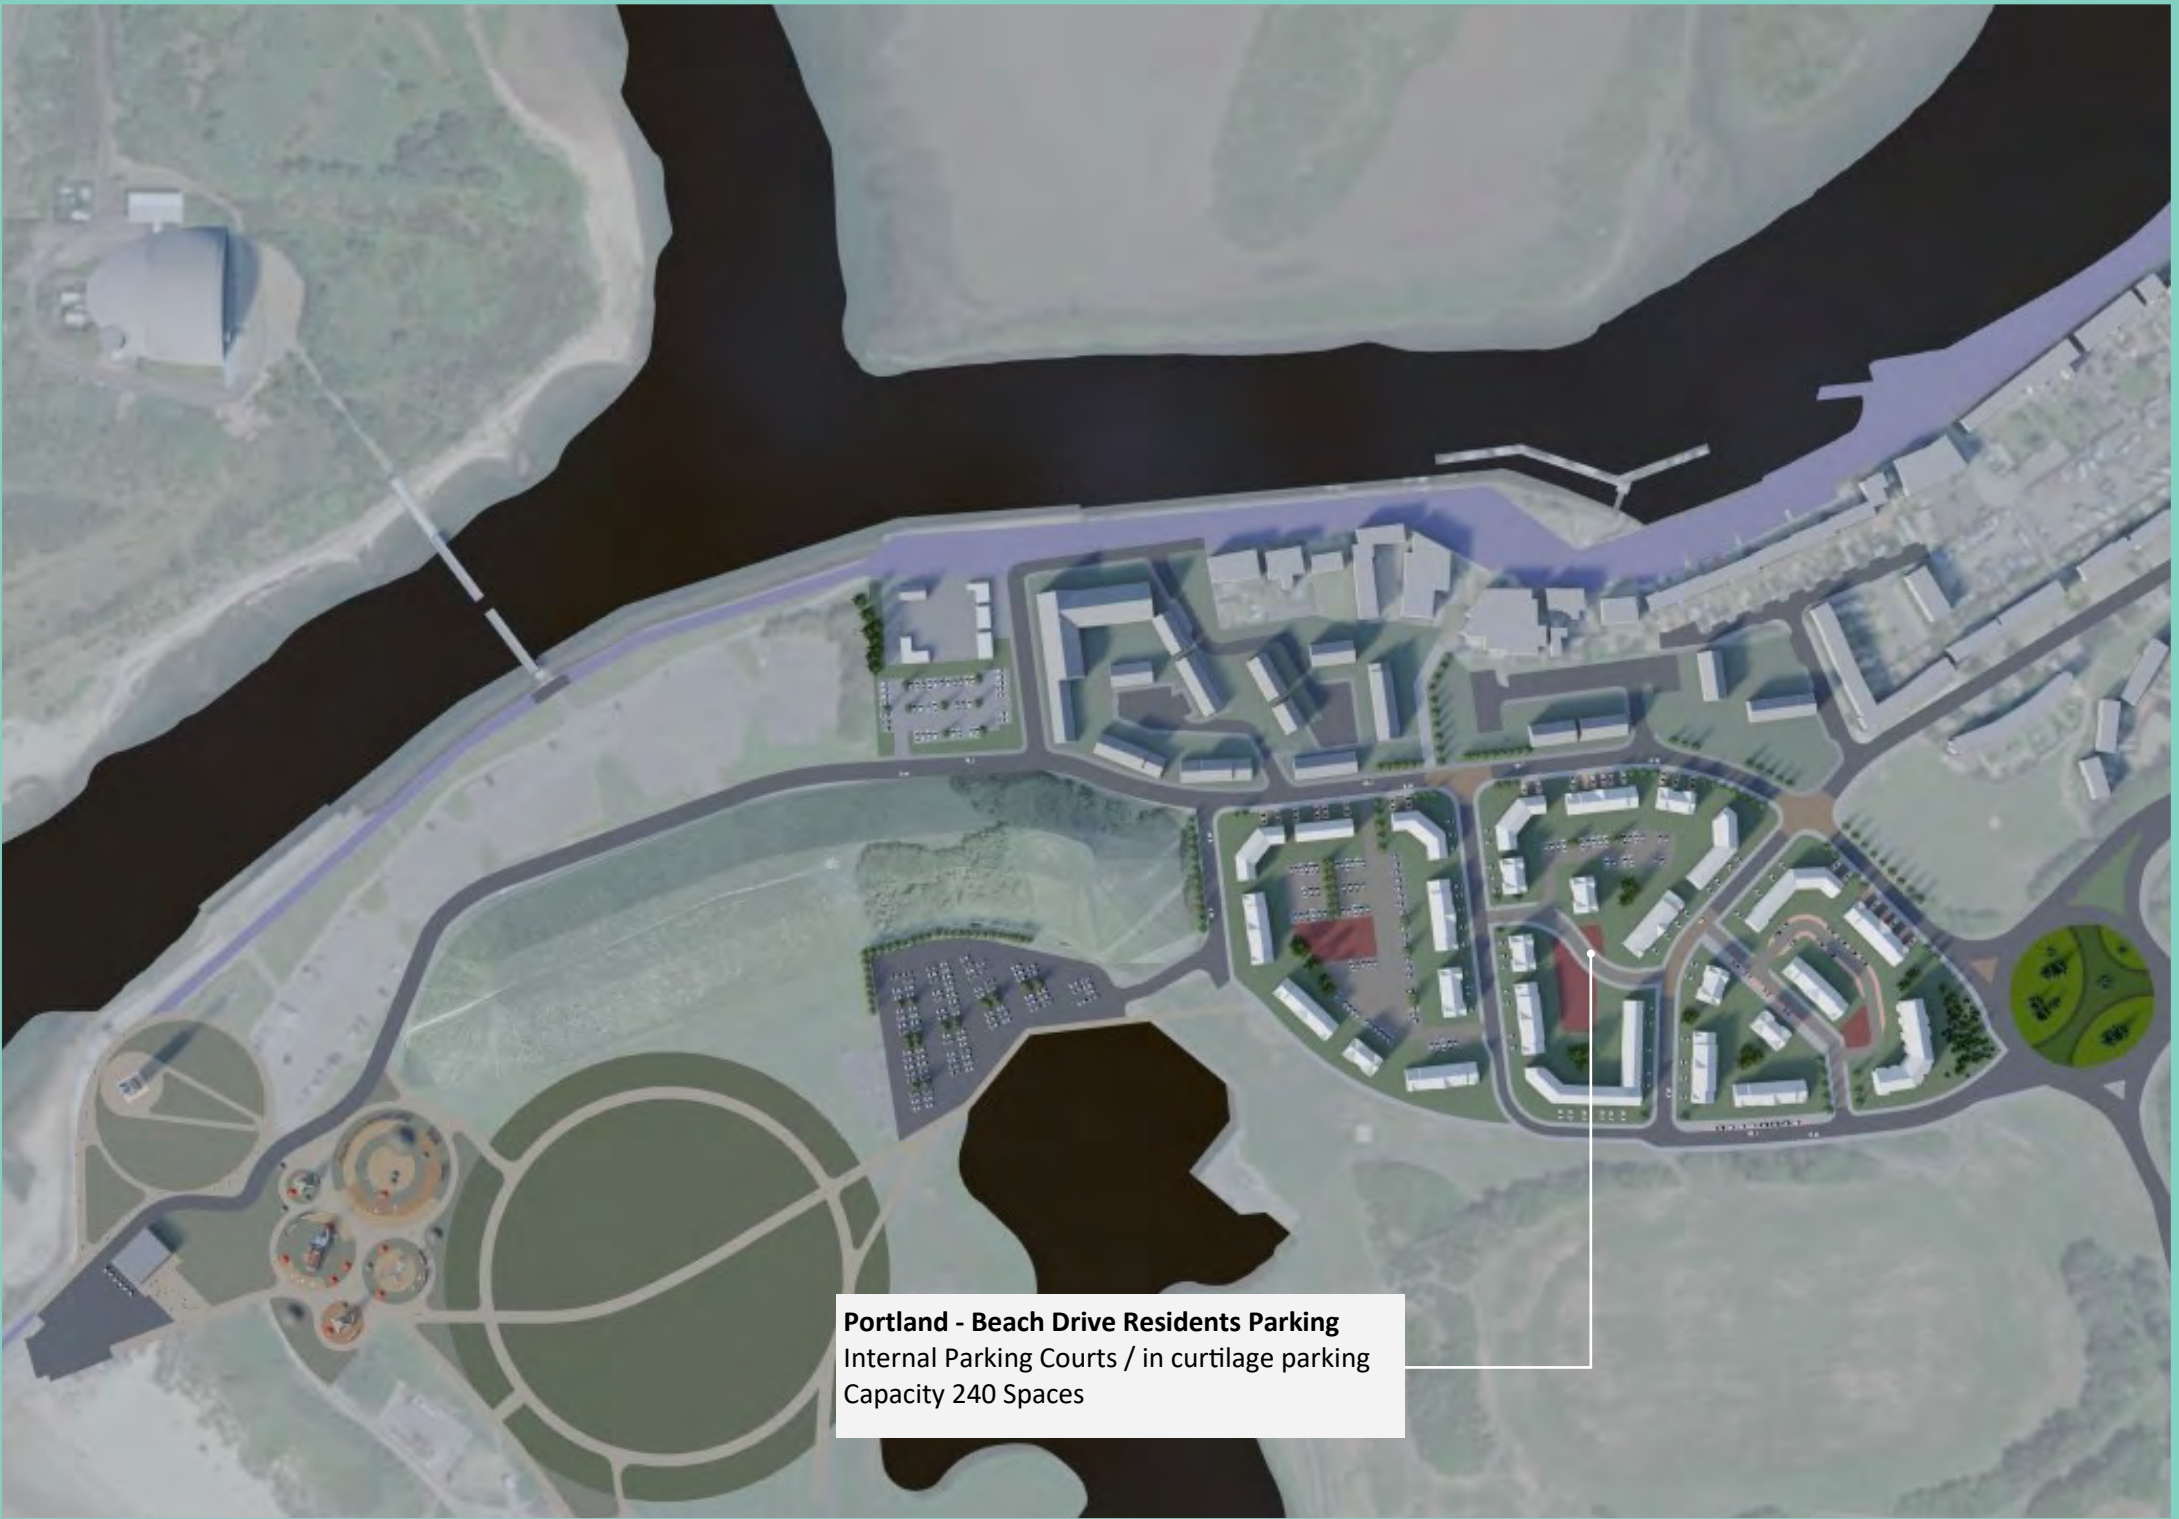 Portland - Beach Drive Residents Parking
Internal Parking Courts / in curtilage parking
Capacity 240 Spaces